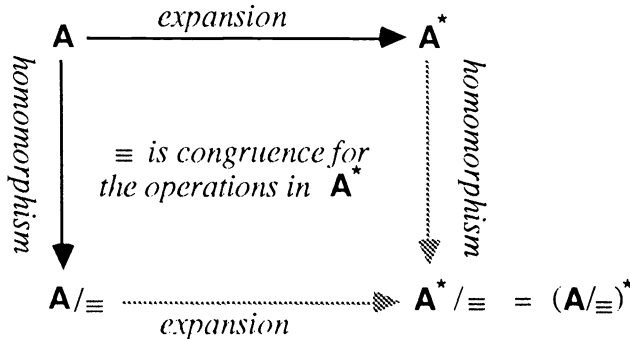 expansion
A A*
homomorphism
homomorphism
≡ is congruence for
the operations in A*
A/≡ A*/≡ = (A/≡)*
expansion